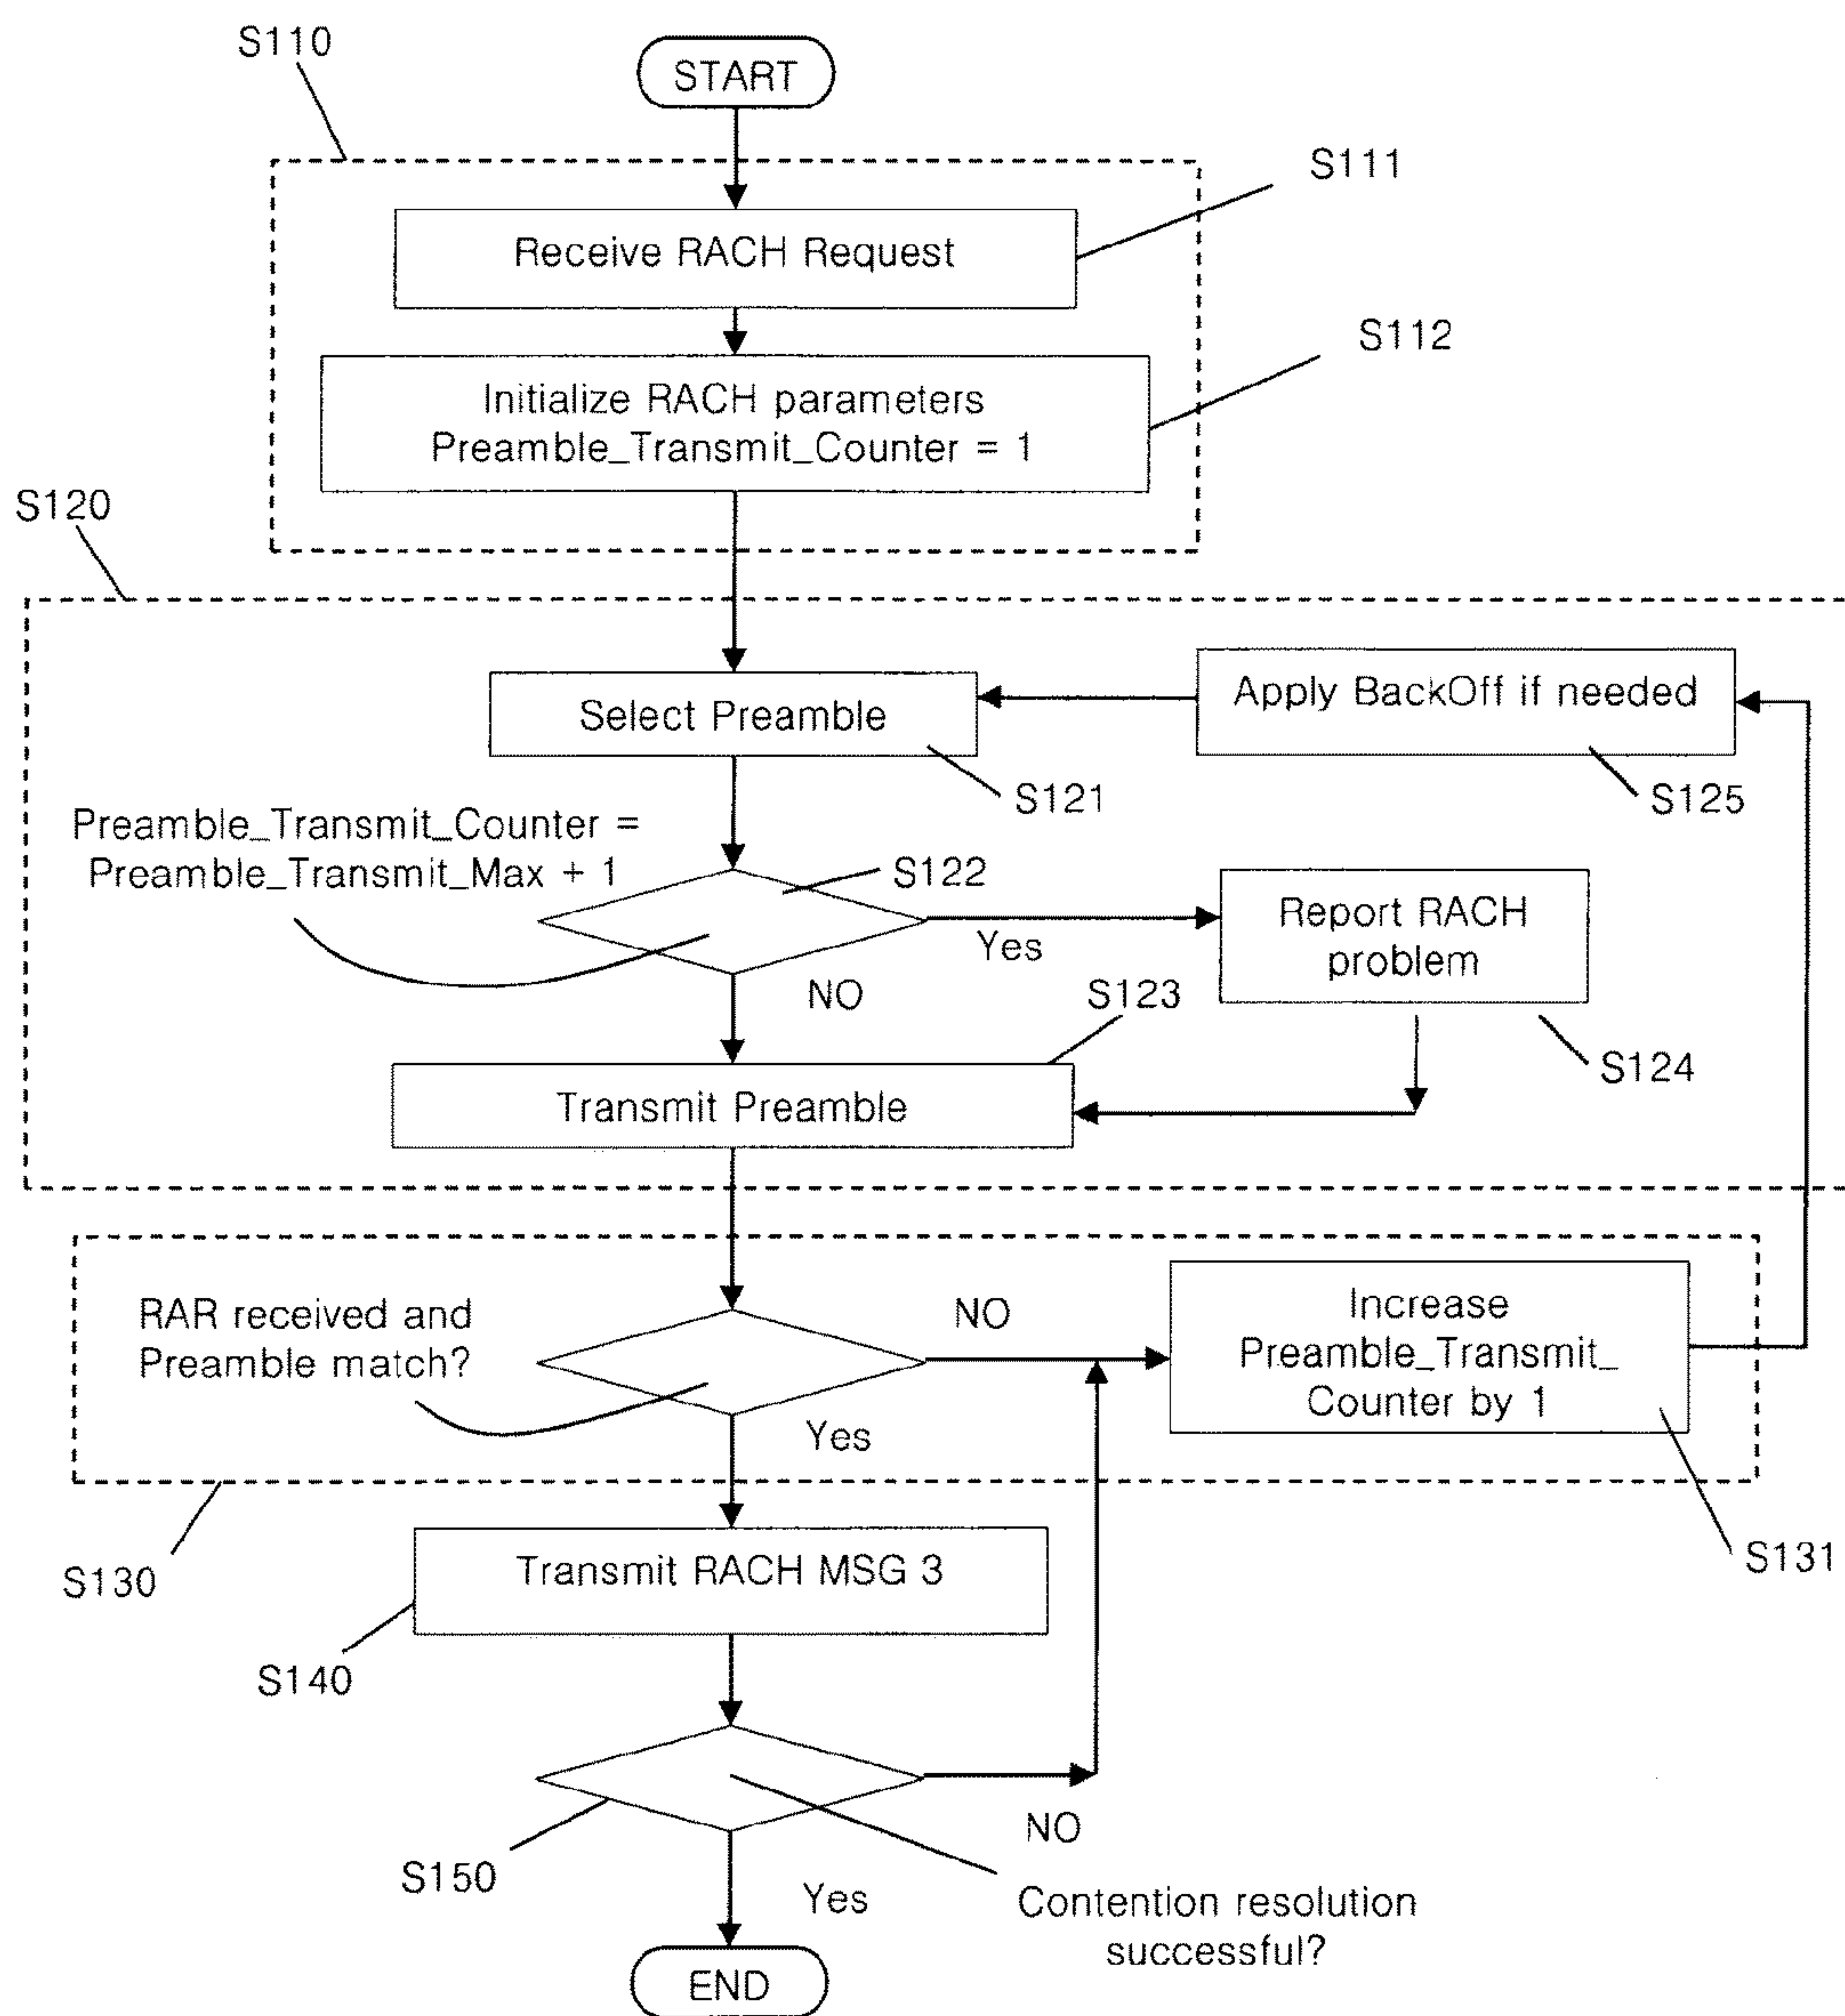 S110
START
S111
Receive RACH Request
S112
Initialize RACH parameters
Preamble_Transmit_Counter = 1
S120
Select Preamble
Apply BackOff if needed
S121
S125
Preamble_Transmit_Counter =
Preamble_Transmit_Max + 1
S122
Yes
Report RACH
problem
NO
S123
S124
Transmit Preamble
RAR received and
Preamble match?
NO
Increase
Preamble_Transmit_
Counter by 1
Yes
S130
S131
Transmit RACH MSG 3
S140
NO
S150
Yes
Contention resolution
successful?
END